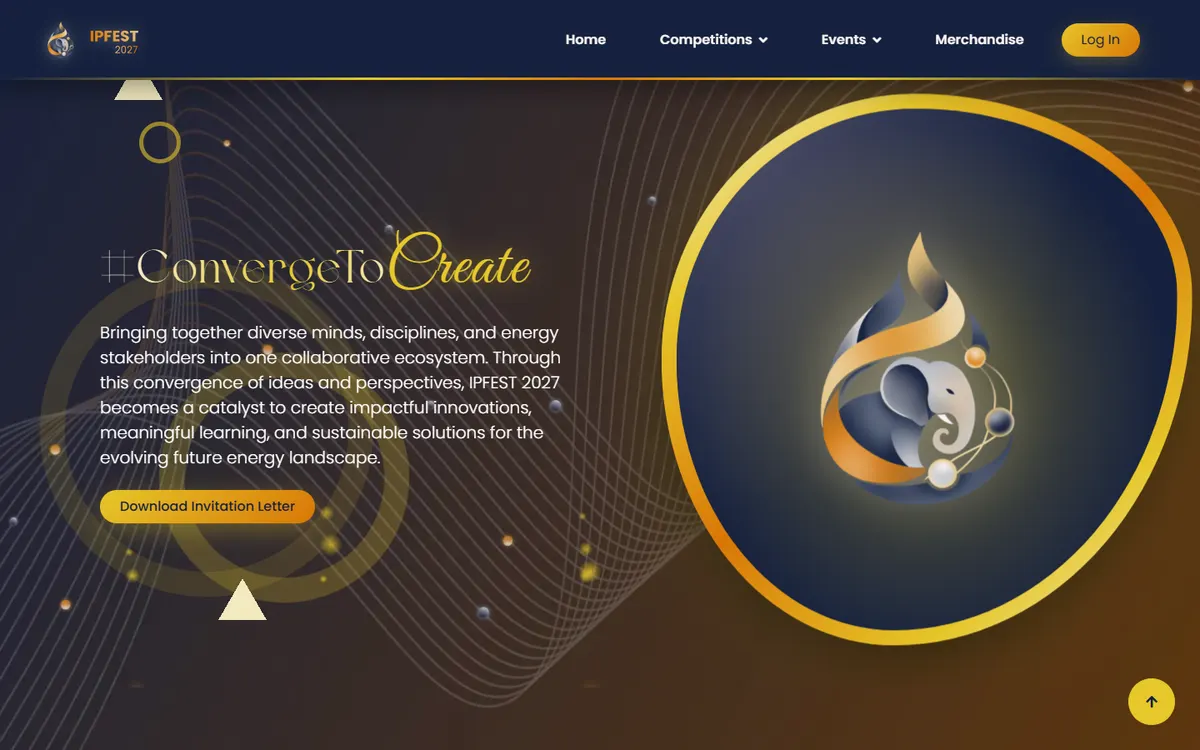 IPFEST
2027
Home
Competitions
Events
Merchandise
Log In
#ConvergeToCreate
Bringing together diverse minds, disciplines, and energy
stakeholders into one collaborative ecosystem. Through
this convergence of ideas and perspectives, IPFEST 2027
becomes a catalyst to create impactful innovations,
meaningful learning, and sustainable solutions for the
evolving future energy landscape.
Download Invitation Letter